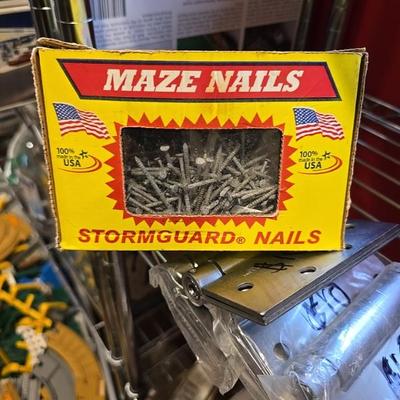 MAZE NAILS
100%
made in the
USA
100%
made in the
USA
STORMGUARD® NAILS